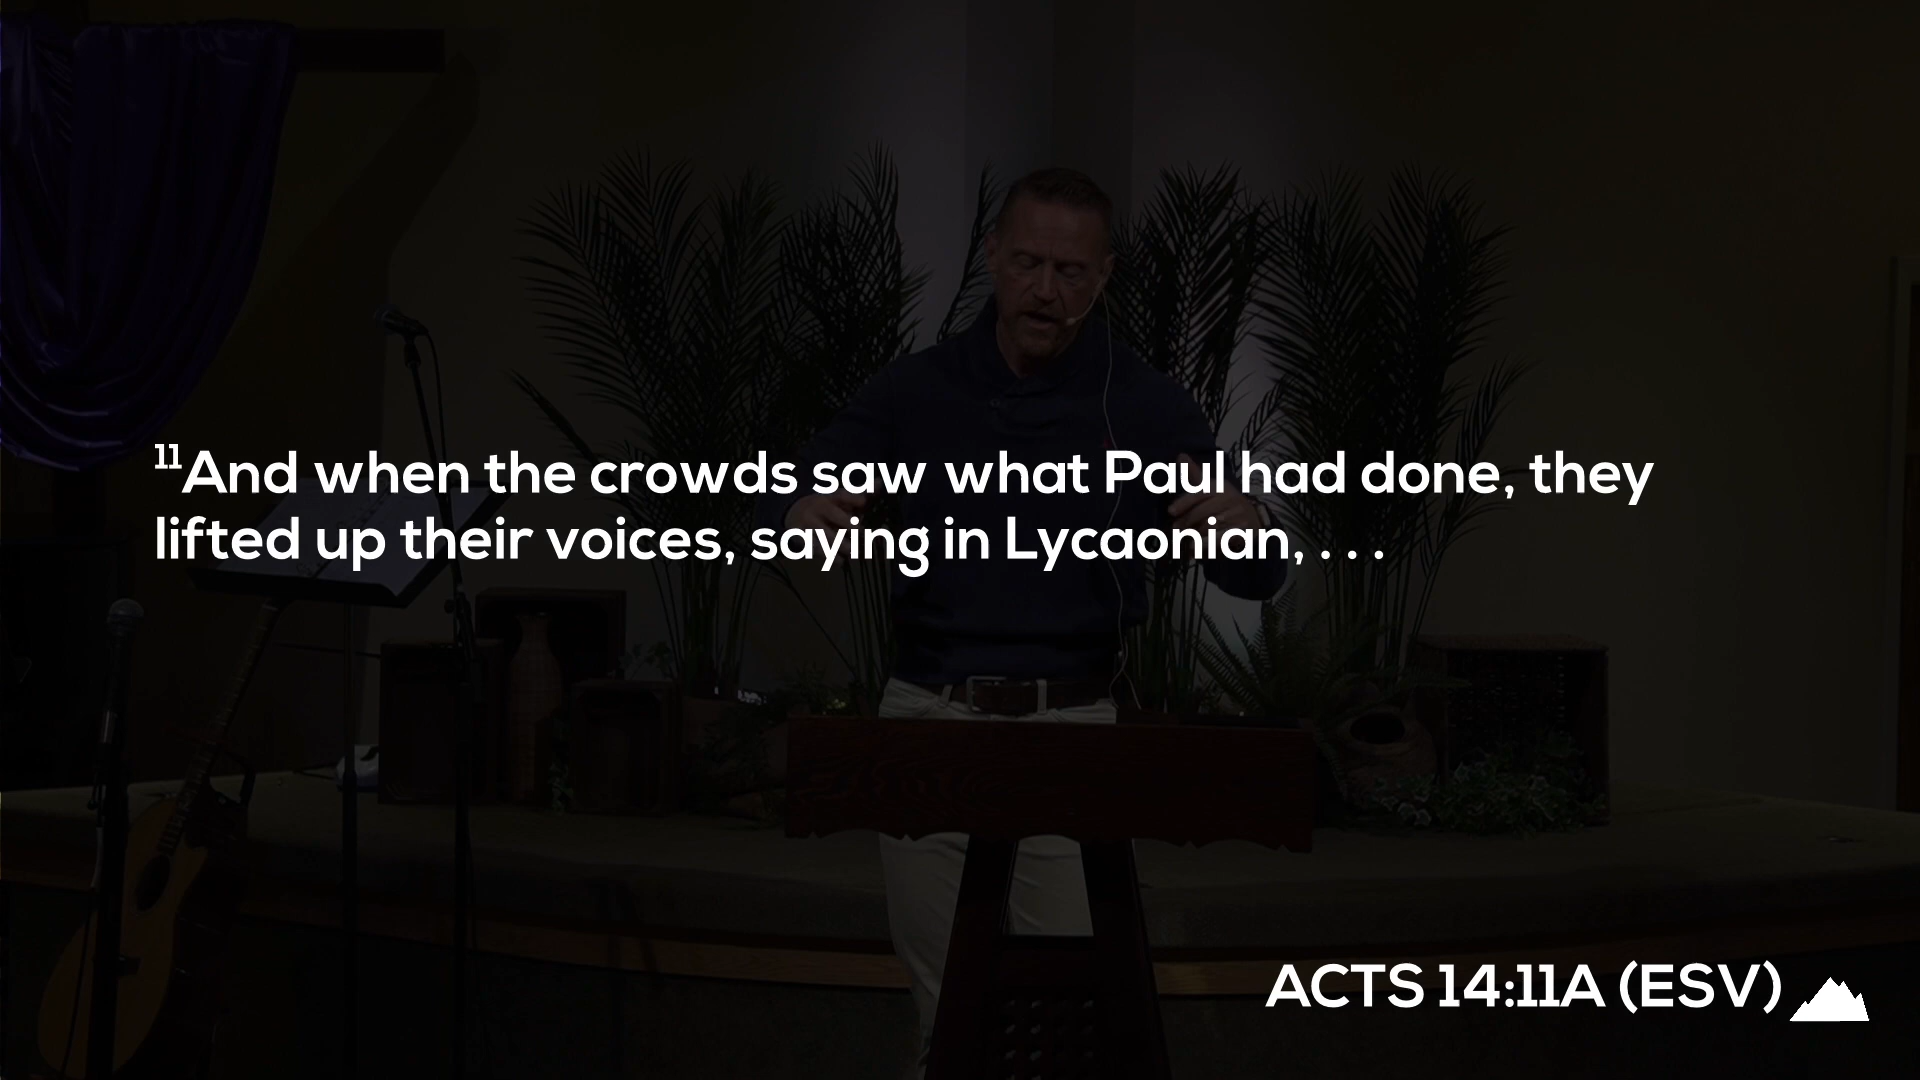 ¹¹And when the crowds saw what Paul had done, they
lifted up their voices, saying in Lycaonian, . . .
ACTS 14:11A (ESV)